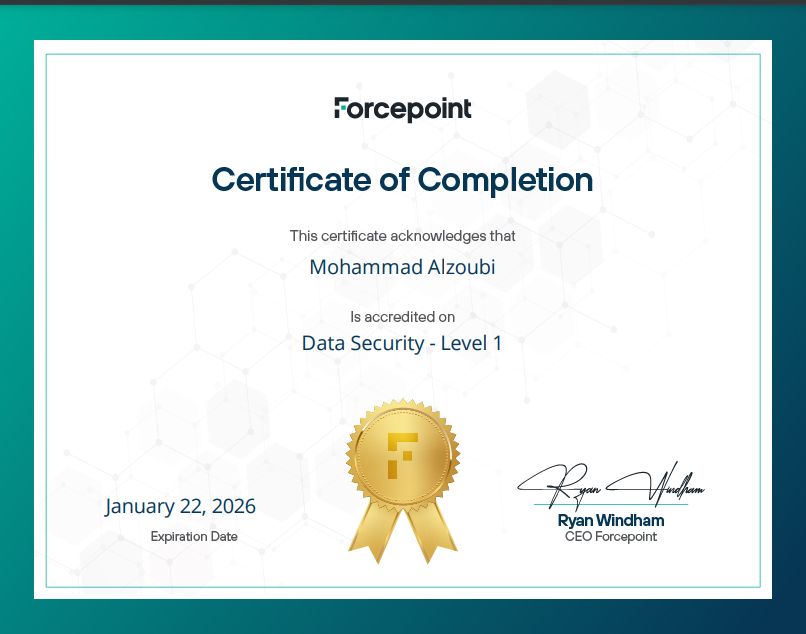 Forcepoint
Certificate of Completion
This certificate acknowledges that
Mohammad Alzoubi
Is accredited on
Data Security - Level 1
January 22, 2026
Expiration Date
Ryan Windham
Ryan Windham
CEO Forcepoint